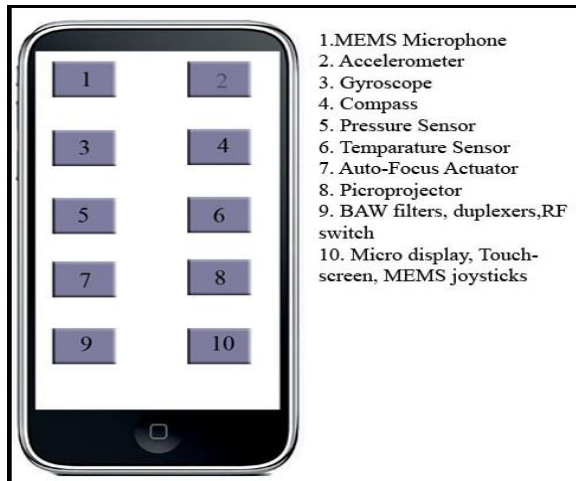 1 2
3 4
5 6
7 8
9 10
1.MEMS Microphone
2. Accelerometer
3. Gyroscope
4. Compass
5. Pressure Sensor
6. Temparature Sensor
7. Auto-Focus Actuator
8. Picroprojector
9. BAW filters, duplexers,RF
switch
10. Micro display, Touch-
screen, MEMS joysticks